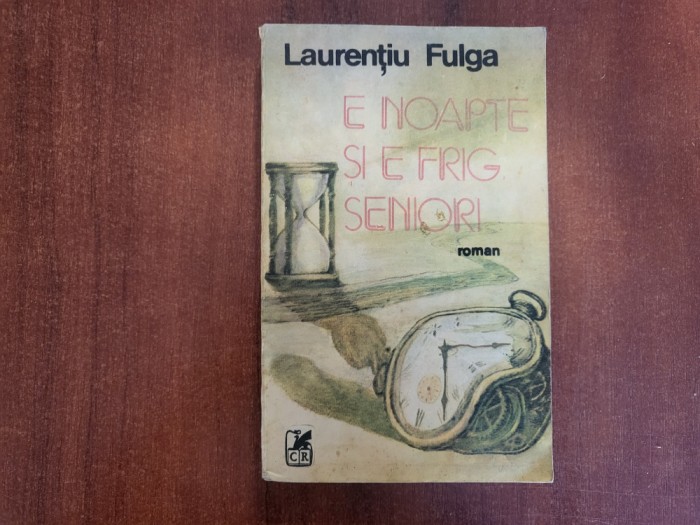 Laurențiu Fulga
E NOAPTE
ȘI E FRIG
SENIORI
roman
CR